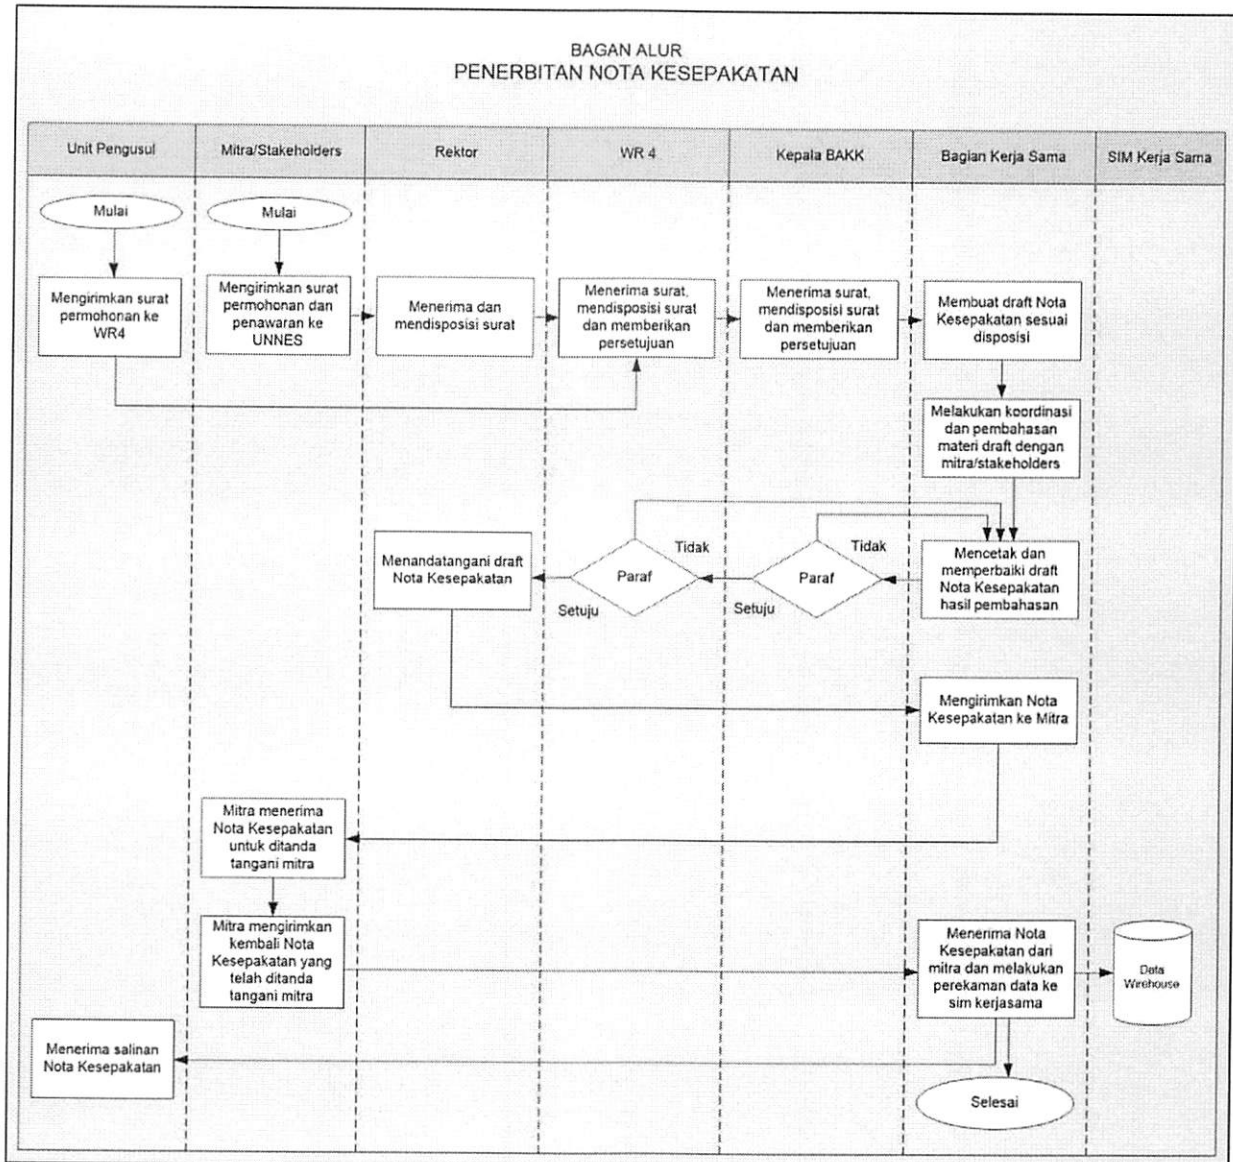 BAGAN ALUR
PENERBITAN NOTA KESEPAKATAN
Unit Pengusul
Mitra/Stakeholders
Rektor
WR 4
Kepala BAKK
Bagian Kerja Sama
SIM Kerja Sama
Mulai
Mulai
Mengirimkan surat
permohonan ke
WR4
Mengirimkan surat
permohonan dan
penawaran ke
UNNES
Menerima dan
mendisposisi surat
Menerima surat,
mendisposisi surat
dan memberikan
persetujuan
Menerima surat,
mendisposisi surat
dan memberikan
persetujuan
Membuat draft Nota
Kesepakatan sesuai
disposisi
Melakukan koordinasi
dan pembahasan
materi draft dengan
mitra/stakeholders
Menandatangani draft
Nota Kesepakatan
Paraf
Tidak
Setuju
Paraf
Tidak
Setuju
Mencetak dan
memperbaiki draft
Nota Kesepakatan
hasil pembahasan
Mengirimkan Nota
Kesepakatan ke Mitra
Mitra menerima
Nota Kesepakatan
untuk ditanda
tangani mitra
Mitra mengirimkan
kembali Nota
Kesepakatan yang
telah ditanda
tangani mitra
Menerima Nota
Kesepakatan dari
mitra dan melakukan
perekaman data ke
sim kerjasama
Data
Wirehouse
Menerima salinan
Nota Kesepakatan
Selesai